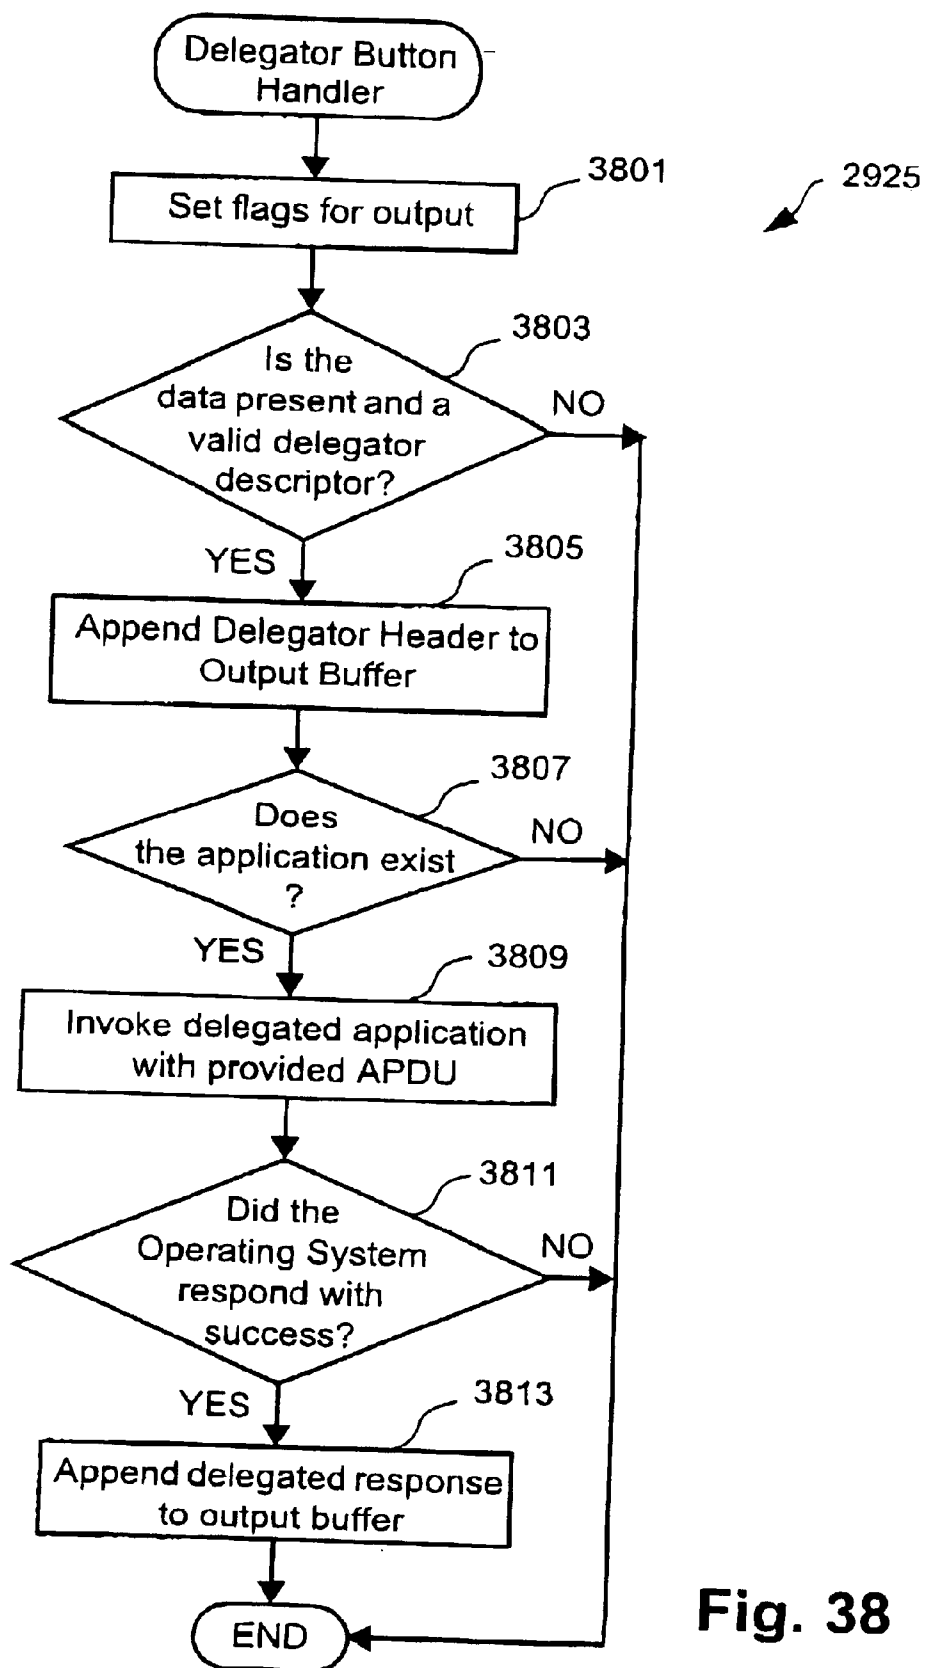 Delegator Button
Handler
3801
2925
Set flags for output
3803
Is the
data present and a
valid delegator
descriptor?
NO
YES
3805
Append Delegator Header to
Output Buffer
3807
Does
the application exist
?
NO
YES
3809
Invoke delegated application
with provided APDU
3811
Did the
Operating System
respond with
success?
NO
YES
3813
Append delegated response
to output buffer
END
Fig. 38